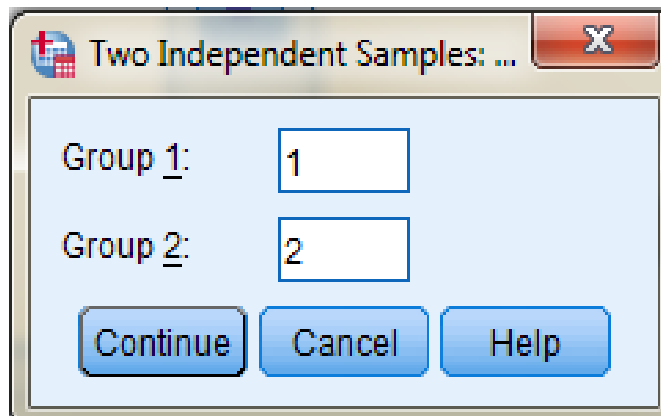 Two Independent Samples: ...
Group 1: 1
Group 2: 2
Continue Cancel Help